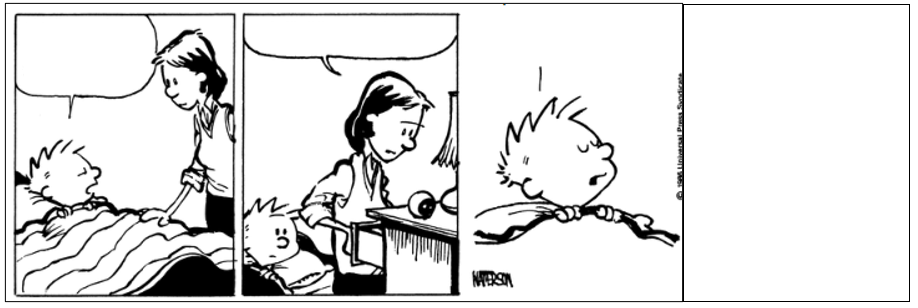 WATTERSON
© 1986 Universal Press Syndicate